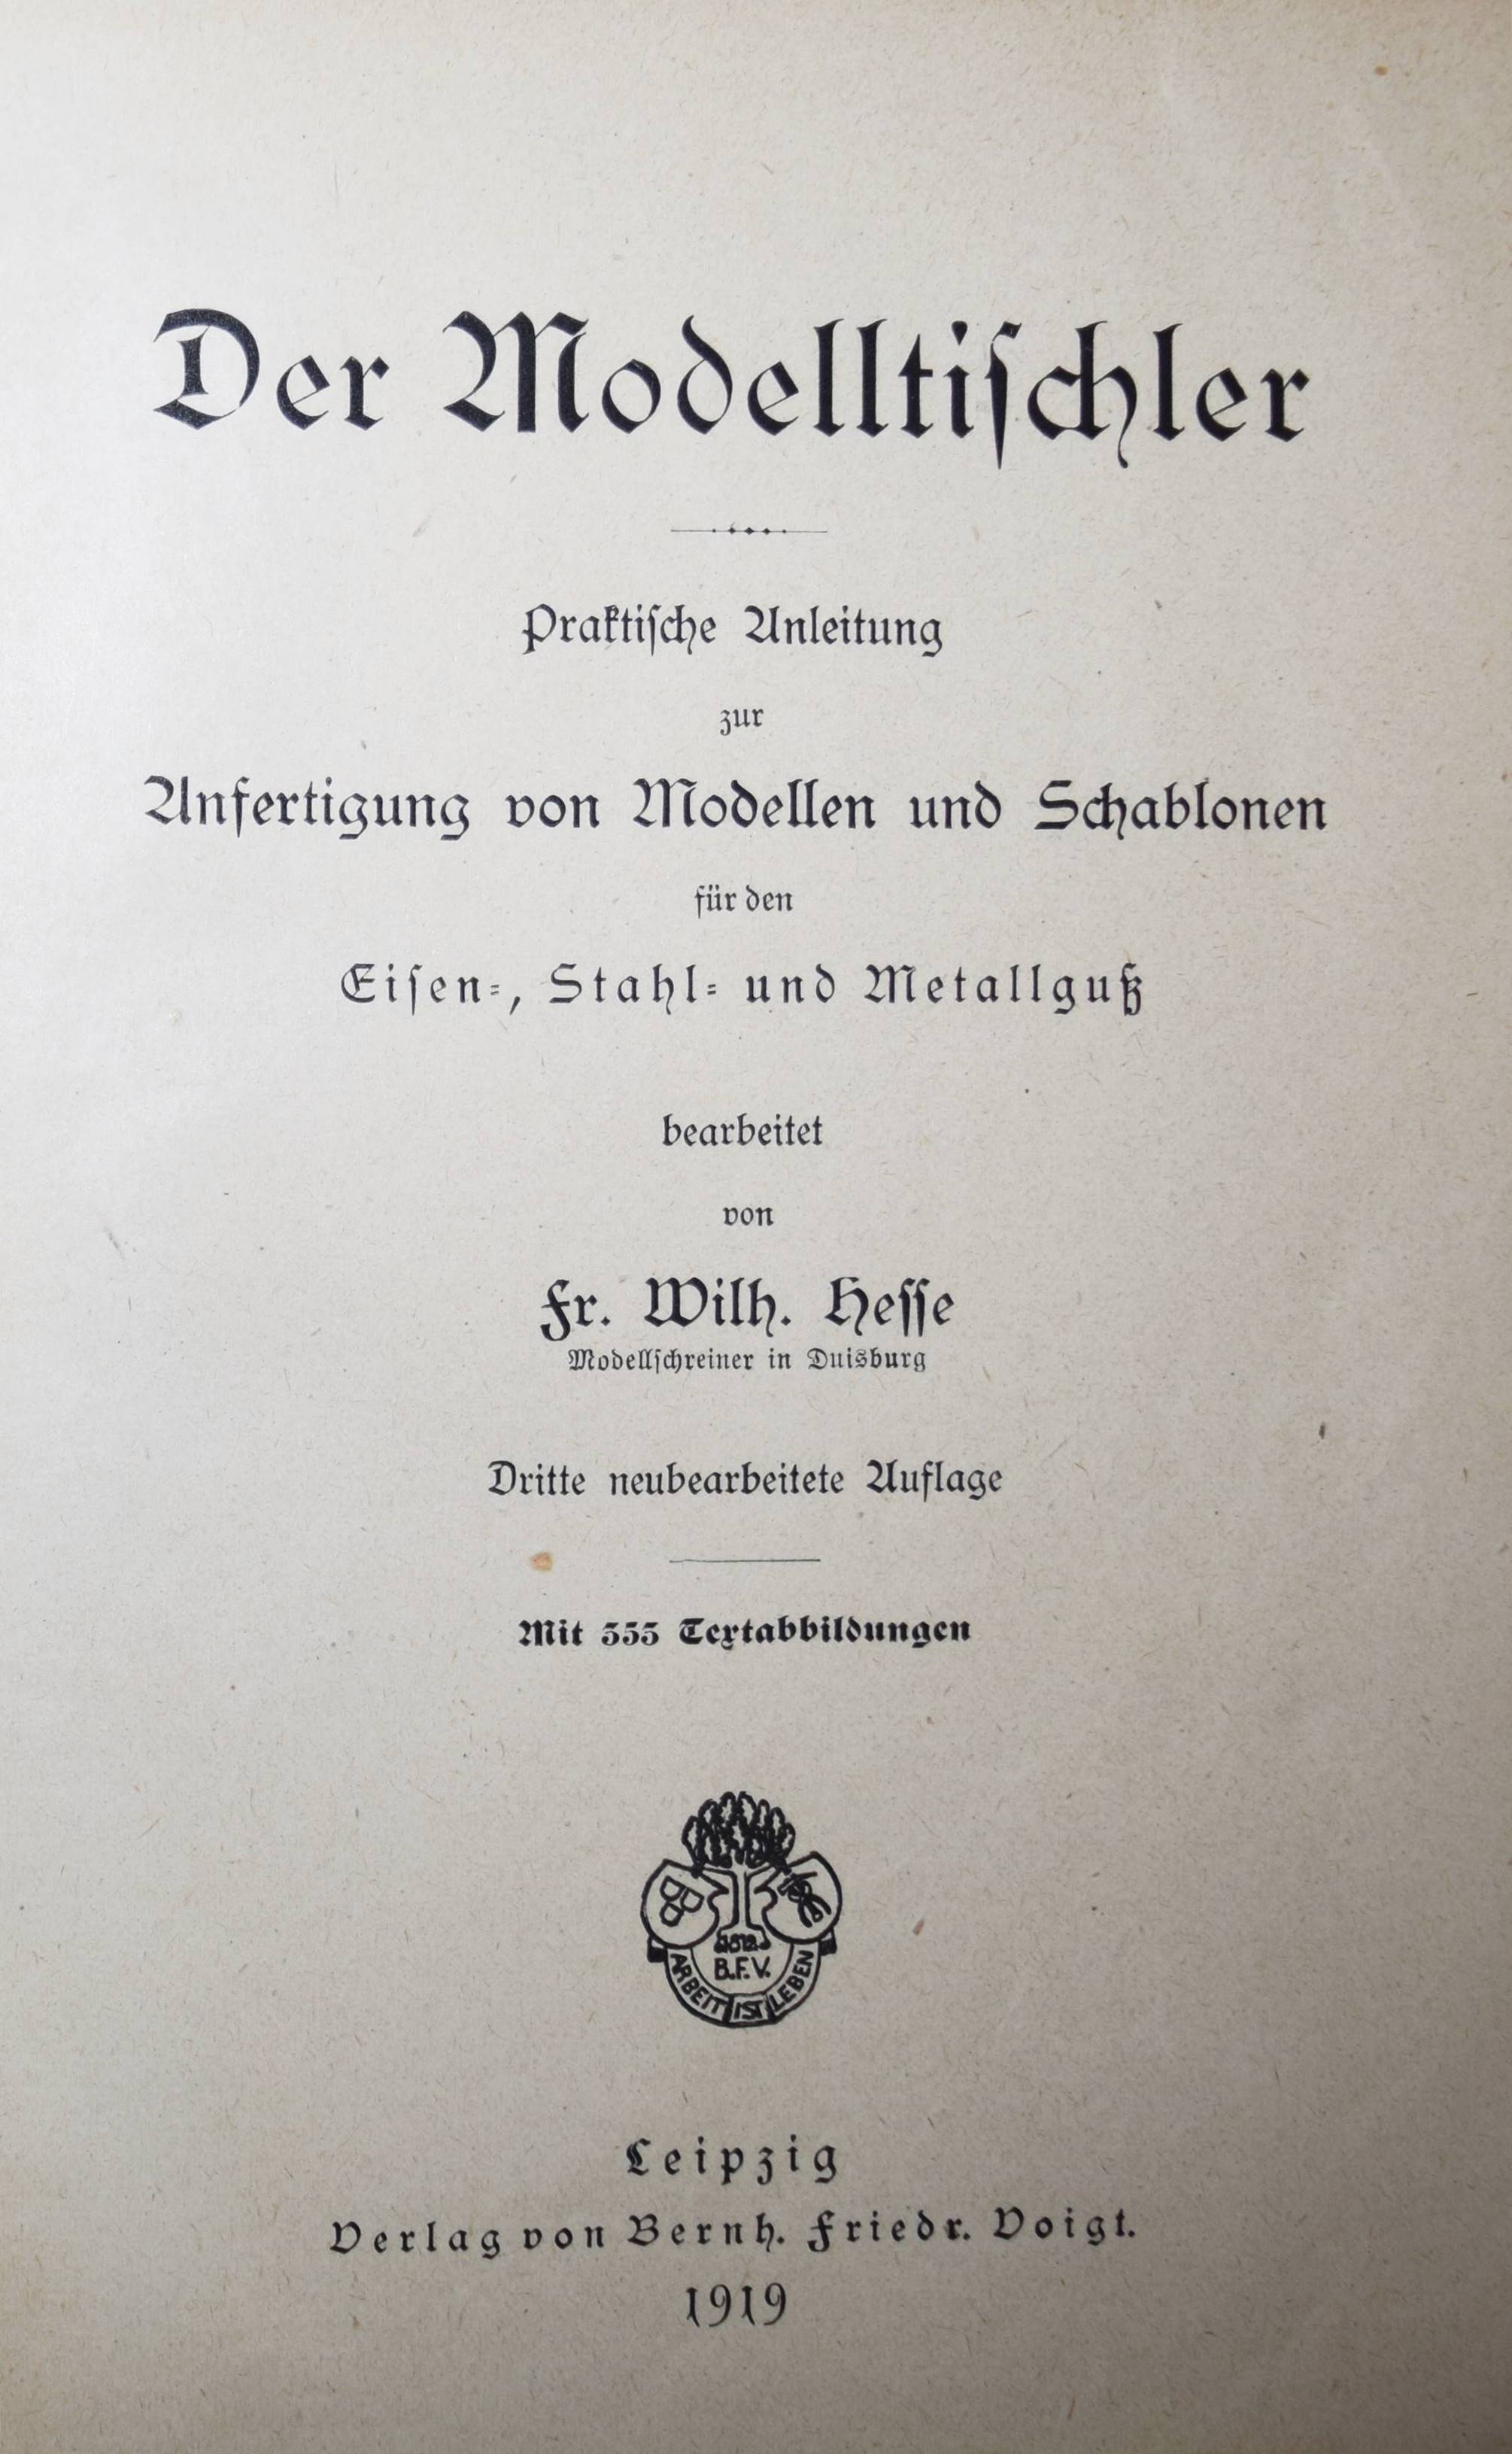 Der Modelltiſchler
Praktiſche Anleitung
zur
Anfertigung von Modellen und Schablonen
für den
Eiſen-, Stahl- und Metallguß
bearbeitet
von
Fr. Wilh. Heſſe
Modellſchreiner in Duisburg
Dritte neubearbeitete Auflage
Mit 555 Textabbildungen
1812
B.F.V.
ARBEIT IST LEBEN
Leipzig
Verlag von Bernh. Friedr. Voigt.
1919